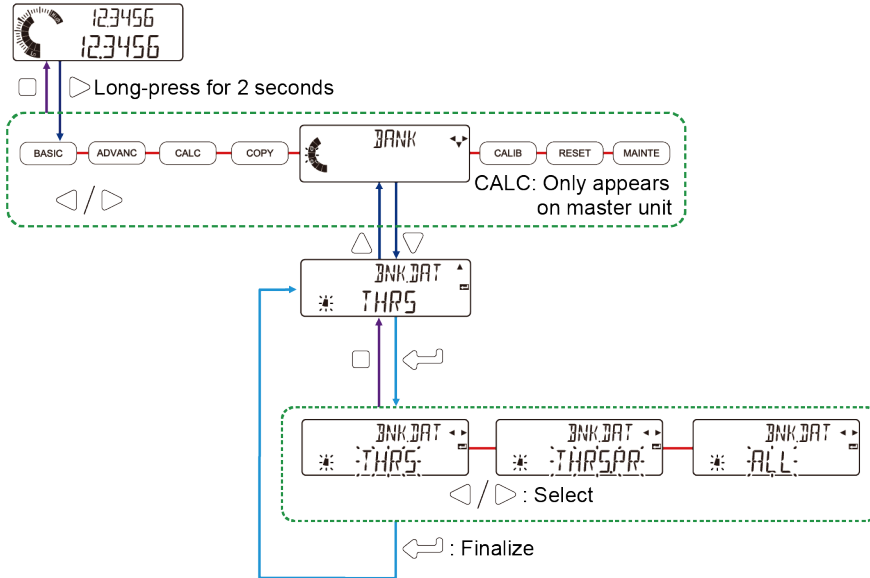 12.3456
12.3456
Long-press for 2 seconds
BASIC ADVANC CALC COPY BANK CALIB RESET MAINTE
CALC: Only appears
on master unit
/
BNK.DAT
THRS
BNK.DAT BNK.DAT BNK.DAT
THRS THRS.PR ALL
/ : Select
: Finalize